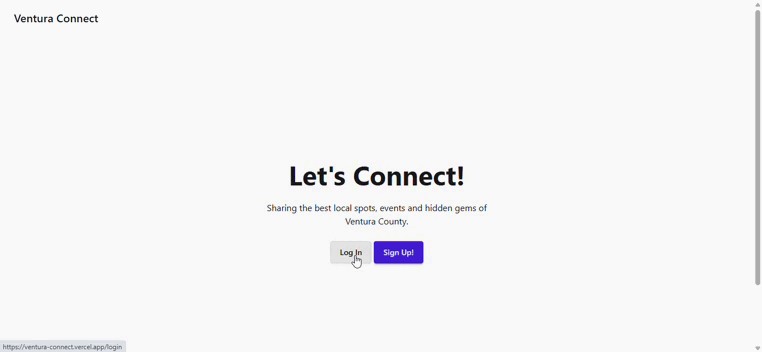 Ventura Connect
Let's Connect!
Sharing the best local spots, events and hidden gems of
Ventura County.
Log In
Sign Up!
https://ventura-connect.vercel.app/login